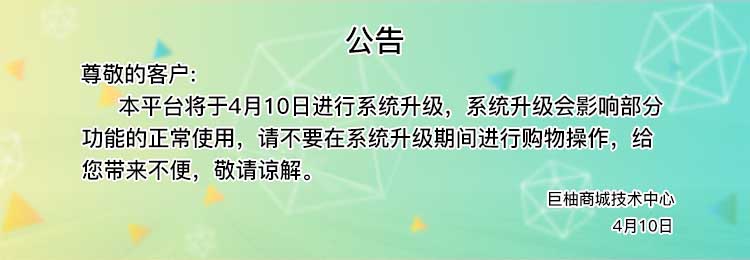 公告
尊敬的客户:
本平台将于4月10日进行系统升级，系统升级会影响部分
功能的正常使用，请不要在系统升级期间进行购物操作，给
您带来不便，敬请谅解。
巨柚商城技术中心
4月10日